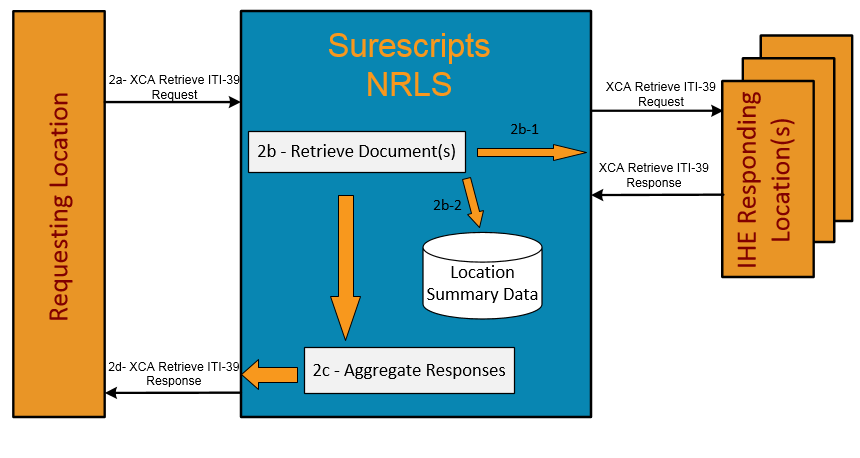 Surescripts
NRLS
2a- XCA Retrieve ITI-39
Request
XCA Retrieve ITI-39
Request
2b-1
2b - Retrieve Document(s)
XCA Retrieve ITI-39
Response
2b-2
Requesting Location
IHE Responding
Location(s)
Location
Summary Data
2d- XCA Retrieve ITI-39
Response
2c - Aggregate Responses